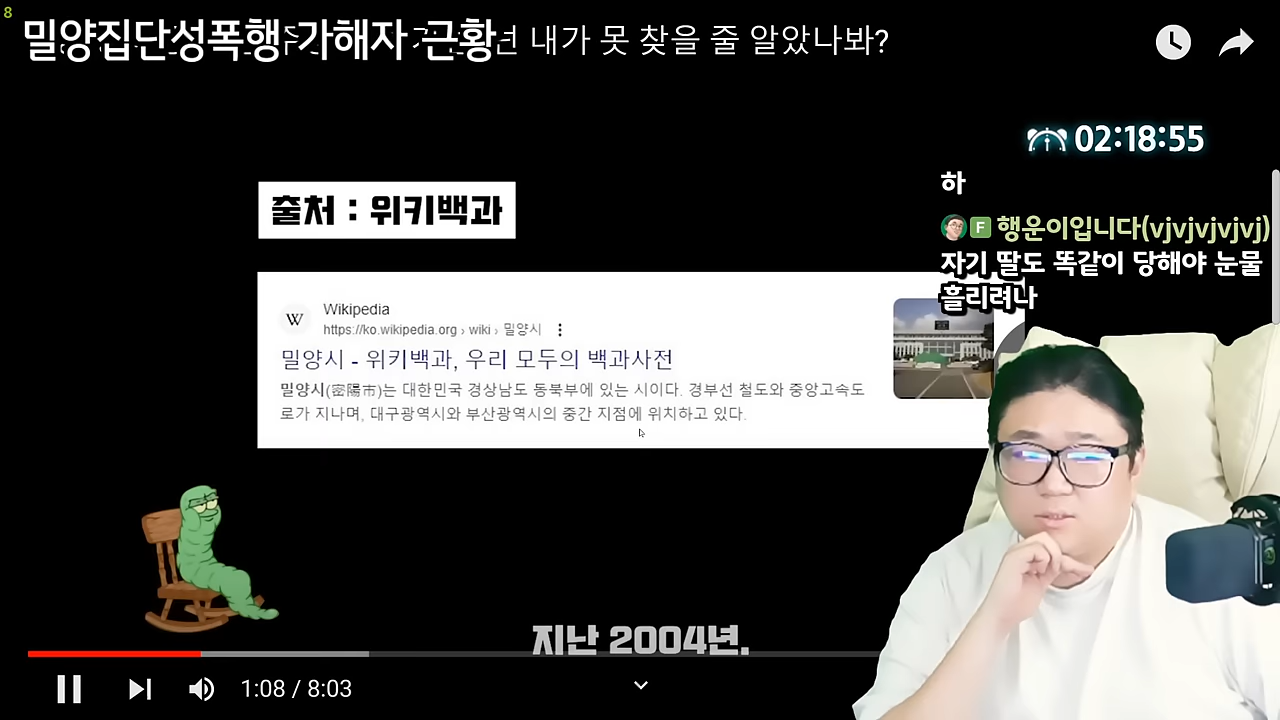 8
밀양집단성폭행 가해자 근황
내가 못 찾을 줄 알았나봐?
02:18:55
하
F 행운이입니다(vjvjvjvjvj)
자기 딸도 똑같이 당해야 눈물
흘리려나
출처 : 위키백과
W Wikipedia
https://ko.wikipedia.org › wiki › 밀양시
밀양시 - 위키백과, 우리 모두의 백과사전
밀양시(密陽市)는 대한민국 경상남도 동북부에 있는 시이다. 경부선 철도와 중앙고속도
로가 지나며, 대구광역시와 부산광역시의 중간 지점에 위치하고 있다.
지난 2004년.
1:08 / 8:03